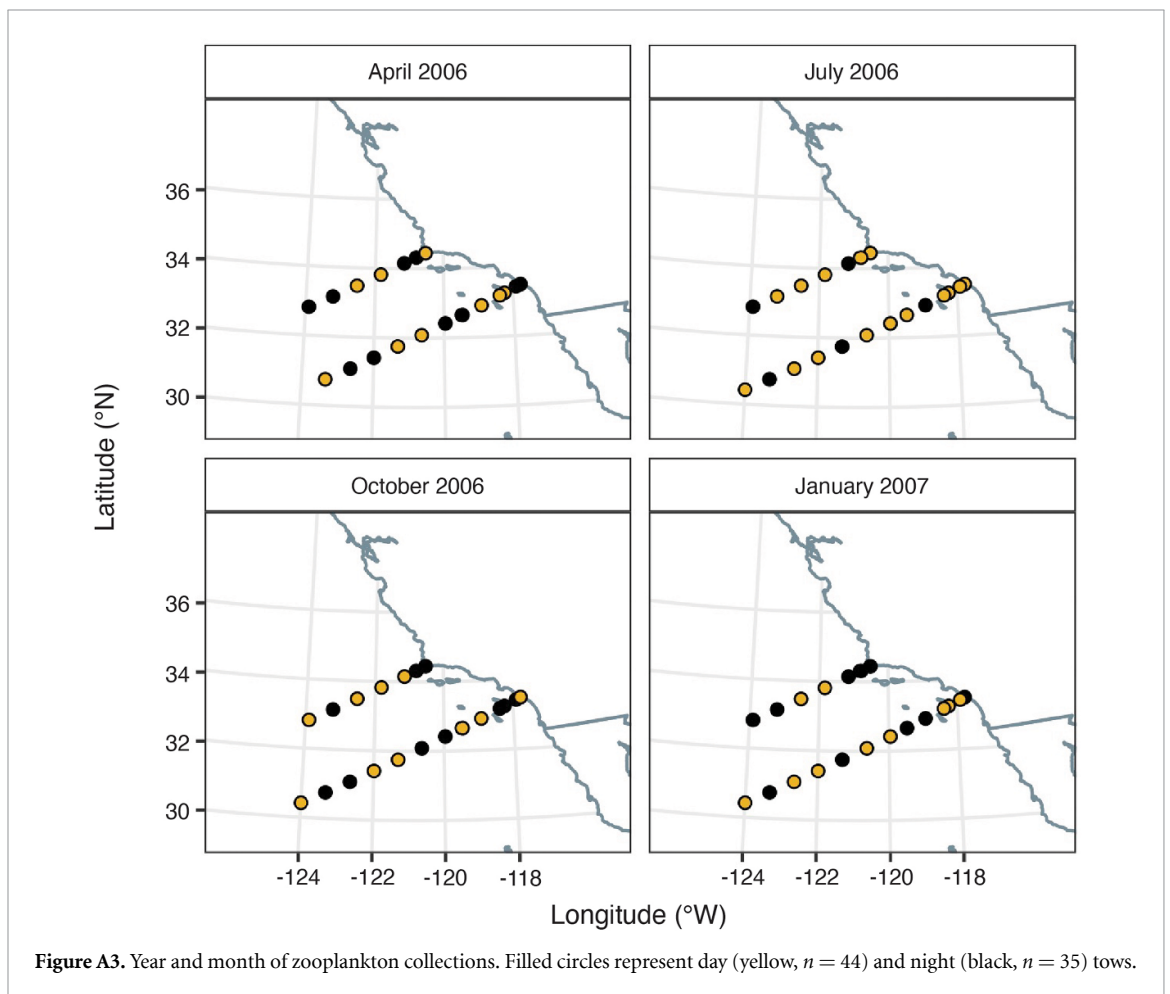 April 2006
July 2006
36
34
32
30
Latitude (°N)
October 2006
January 2007
36
34
32
30
-124 -122 -120 -118
-124 -122 -120 -118
Longitude (°W)
Figure A3. Year and month of zooplankton collections. Filled circles represent day (yellow, n = 44) and night (black, n = 35) tows.